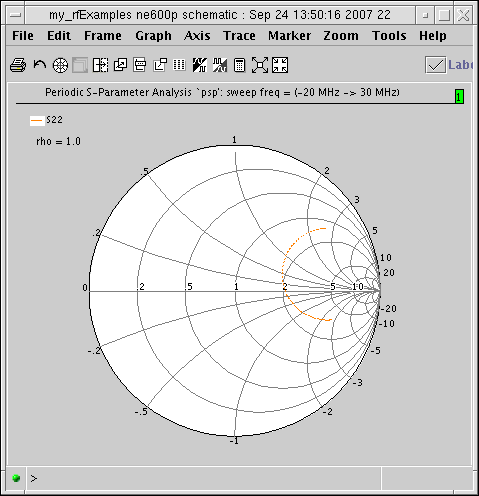 my_rfExamples ne600p schematic : Sep 24 13:50:16 2007 22
File Edit Frame Graph Axis Trace Marker Zoom Tools Help
Periodic S-Parameter Analysis `psp': sweep freq = (-20 MHz -> 30 MHz)
1
S22
rho = 1.0
1
.5 2
3
.2 5
10
20
0 .2 .5 1 2 5 10
-20
-10
-.2 -5
-3
-.5 -2
-1
>